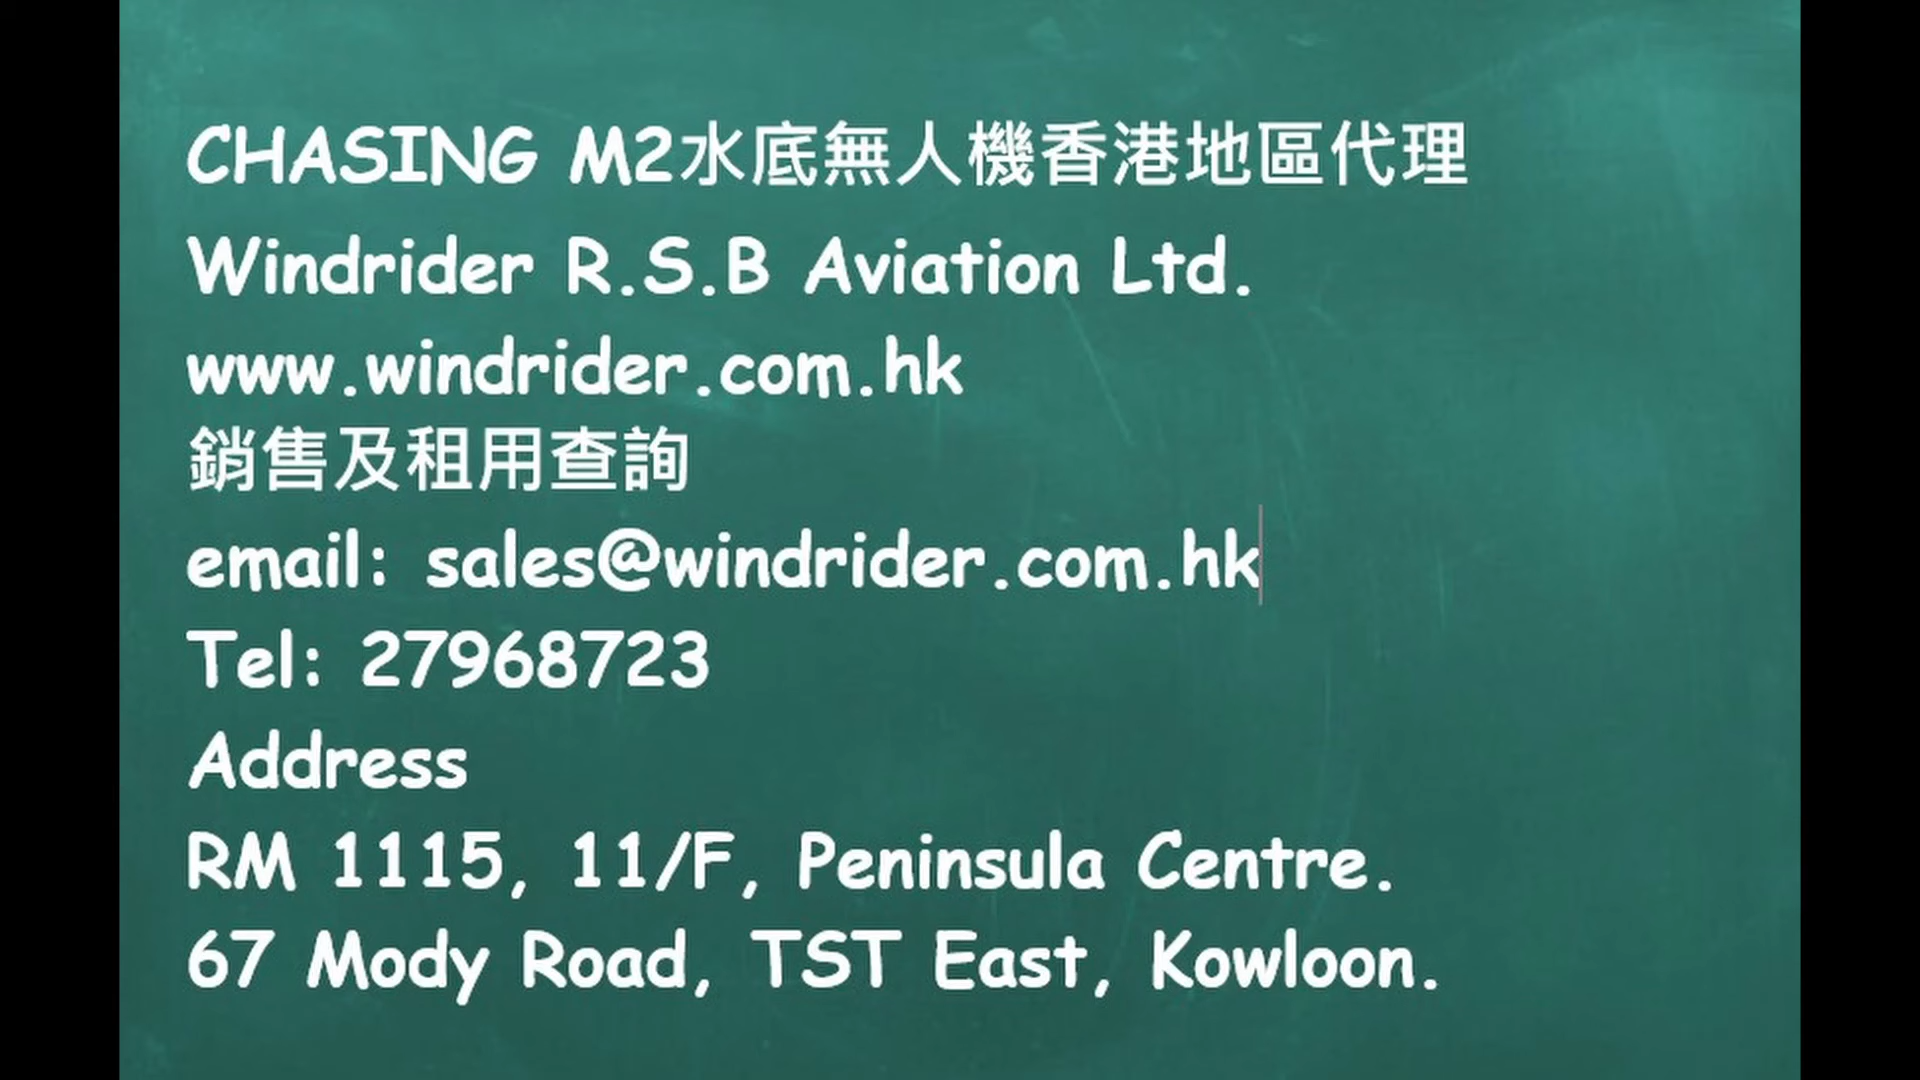 CHASING M2水底無人機香港地區代理
Windrider R.S.B Aviation Ltd.
www.windrider.com.hk
銷售及租用查詢
email: sales@windrider.com.hk
Tel: 27968723
Address
RM 1115, 11/F, Peninsula Centre.
67 Mody Road, TST East, Kowloon.